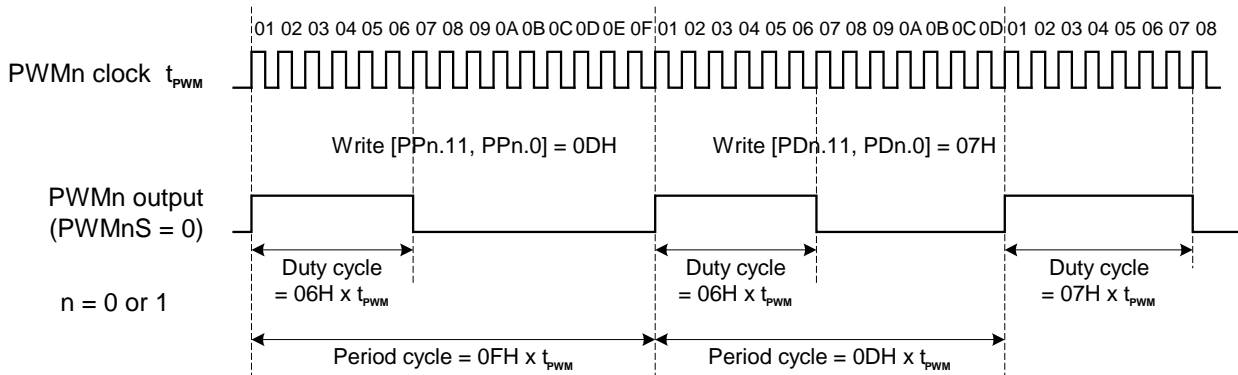 01 02 03 04 05 06 07 08 09 0A 0B 0C 0D 0E 0F 01 02 03 04 05 06 07 08 09 0A 0B 0C 0D 01 02 03 04 05 06 07 08
PWMn clock tPWM
Write [PPn.11, PPn.0] = 0DH
Write [PDn.11, PDn.0] = 07H
PWMn output
(PWMnS = 0)
Duty cycle
= 06H x tPWM
Duty cycle
= 06H x tPWM
Duty cycle
= 07H x tPWM
n = 0 or 1
Period cycle = 0FH x tPWM
Period cycle = 0DH x tPWM